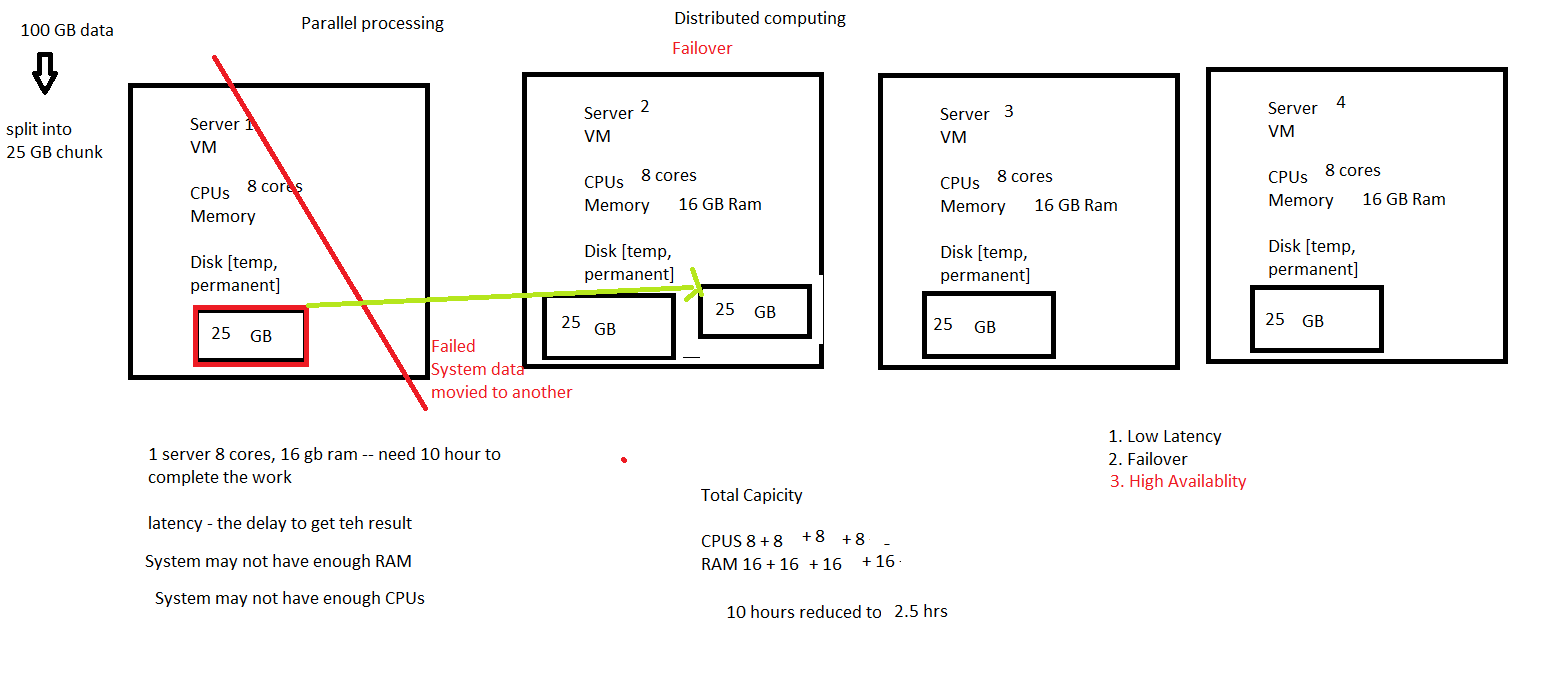 100 GB data
Parallel processing
Distributed computing
Failover
split into
25 GB chunk
Server 1
VM
CPUs 8 cores
Memory
Disk [temp,
permanent]
25 GB
Server 2
VM
CPUs 8 cores
Memory 16 GB Ram
Disk [temp,
permanent]
25 GB
25 GB
Server 3
VM
CPUs 8 cores
Memory 16 GB Ram
Disk [temp,
permanent]
25 GB
Server 4
VM
CPUs 8 cores
Memory 16 GB Ram
Disk [temp,
permanent]
25 GB
Failed
System data
movied to another
1 server 8 cores, 16 gb ram -- need 10 hour to
complete the work
latency - the delay to get teh result
System may not have enough RAM
System may not have enough CPUs
Total Capicity
CPUS 8 + 8 + 8 + 8
RAM 16 + 16 + 16 + 16
10 hours reduced to 2.5 hrs
1. Low Latency
2. Failover
3. High Availablity